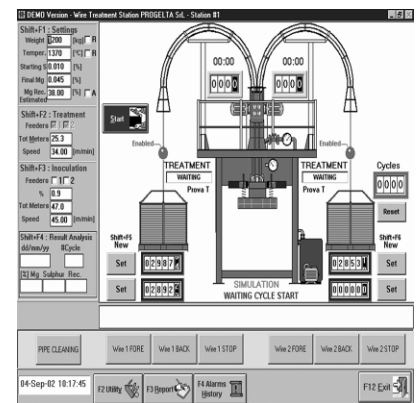 DEMO Version - Wire Treatment Station PROGELTA S.r.L. - Station #1
Shift+F1 : Settings
Weight 1200 [kg] R
Temper. 1370 [ºC] R
Starting S 0.010 [%]
Final Mg 0.045 [%]
Mg Rec. 38.00 [%] A
Estimated
Shift+F2 : Treatment
Feeders 1 2
Tot Meters 25.3
Speed 34.00 [m/min]
Shift+F3 : Inoculation
Feeders 1 2
% 0.9
Tot Meters 47.0
Speed 45.00 [m/min]
Shift+F4 : Result Analysis
dd/mm/yy #Cycle
[%] Mg Sulphur Rec.
Start
00:00
0000
00:00
0000
Enabled
Enabled
TREATMENT
WAITING
Prova T
TREATMENT
WAITING
Prova T
Cycles
0000
Reset
Shift+F5
New
Set
Set
Shift+F6
New
Set
Set
SIMULATION
WAITING CYCLE START
PIPE CLEANING
Wire 1 FORE
Wire 1 BACK
Wire 1 STOP
Wire 2 FORE
Wire 2 BACK
Wire 2 STOP
04-Sep-02 10:17:45
F2 Utility
F3 Report
F4 Alarms
History
F12 Exit